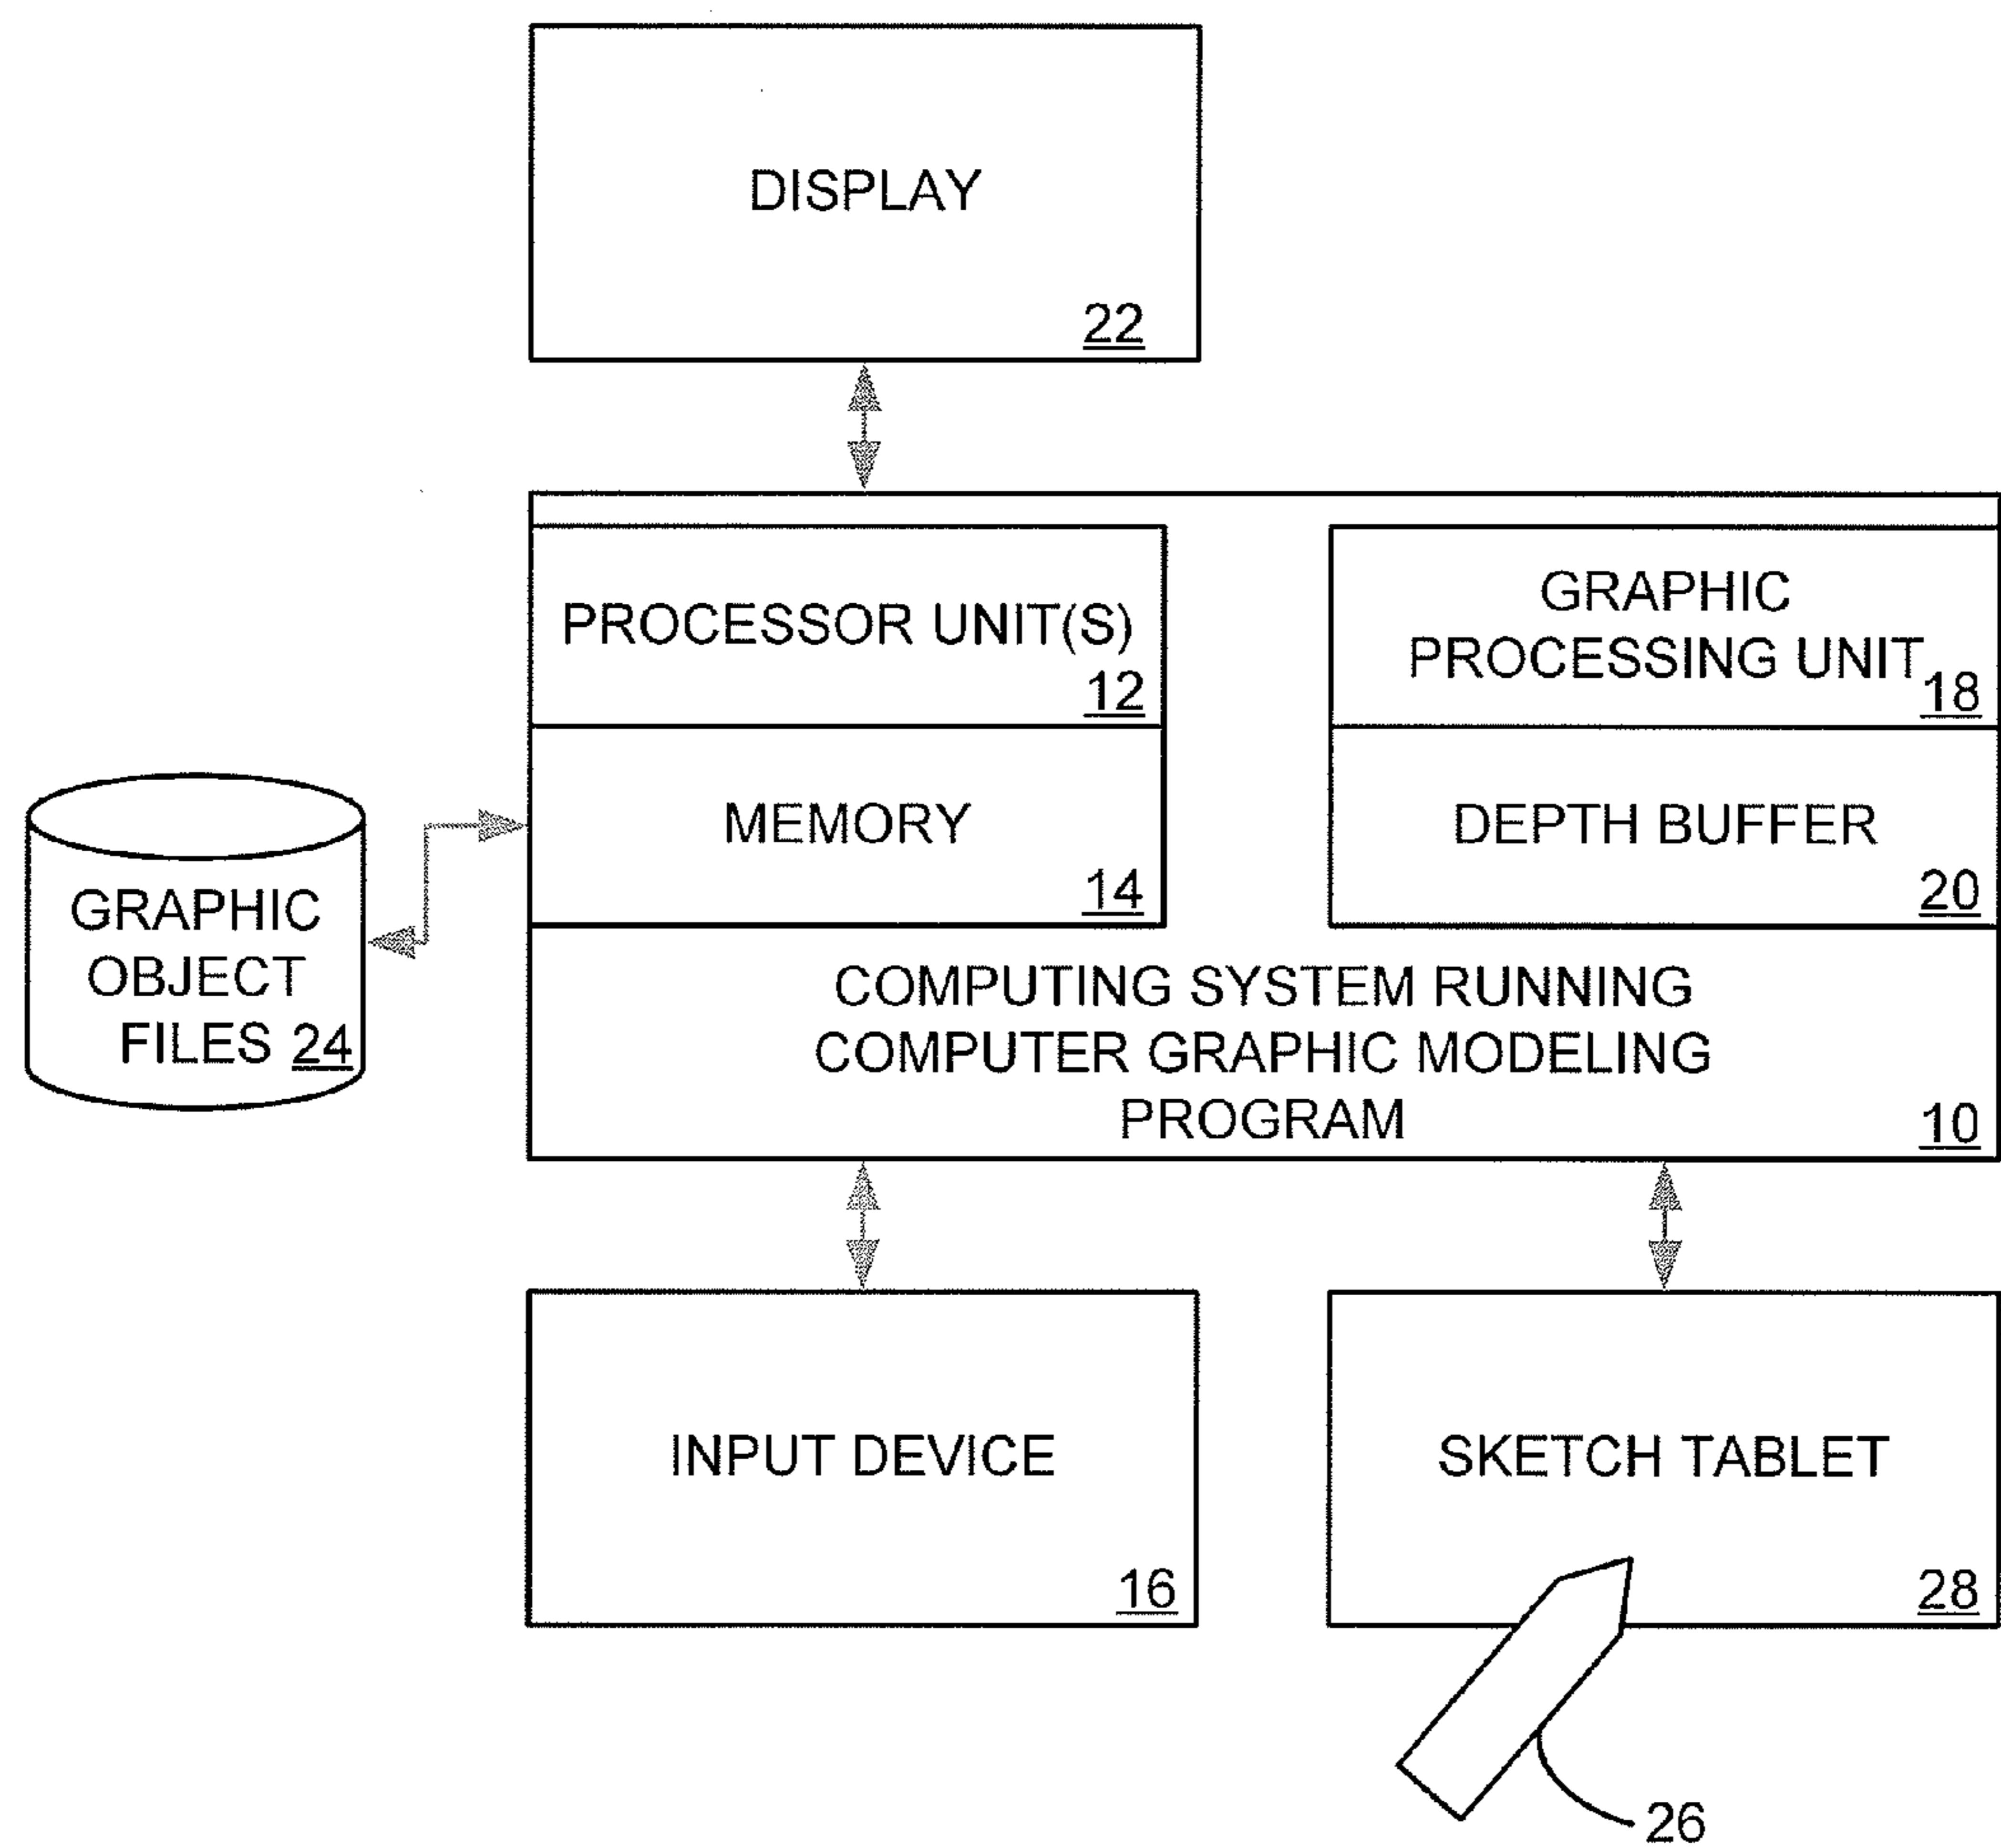 DISPLAY
22
PROCESSOR UNIT(S)
12
GRAPHIC
PROCESSING UNIT
18
MEMORY
14
DEPTH BUFFER
20
GRAPHIC
OBJECT
FILES 24
COMPUTING SYSTEM RUNNING
COMPUTER GRAPHIC MODELING
PROGRAM
10
INPUT DEVICE
16
SKETCH TABLET
28
26